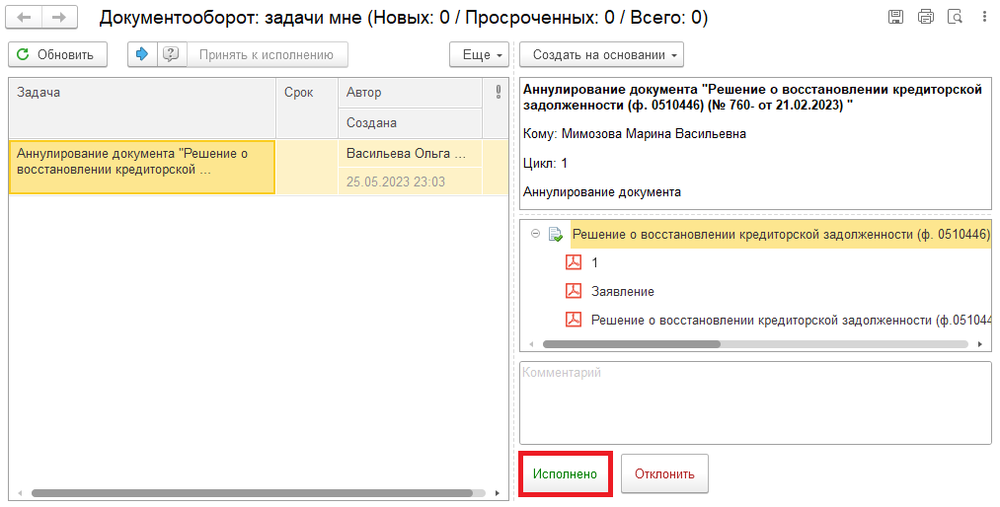 Документооборот: задачи мне (Новых: 0 / Просроченных: 0 / Всего: 0)
Обновить
Принять к исполнению
Еще
Создать на основании
Задача
Срок
Автор
Создана
Аннулирование документа "Решение о
восстановлении кредиторской ...
Васильева Ольга ...
25.05.2023 23:03
Аннулирование документа "Решение о восстановлении кредиторской
задолженности (ф. 0510446) (№ 760- от 21.02.2023) "
Кому: Мимозова Марина Васильевна
Цикл: 1
Аннулирование документа
Решение о восстановлении кредиторской задолженности (ф. 0510446)
1
Заявление
Решение о восстановлении кредиторской задолженности (ф.051044
Комментарий
Исполнено
Отклонить